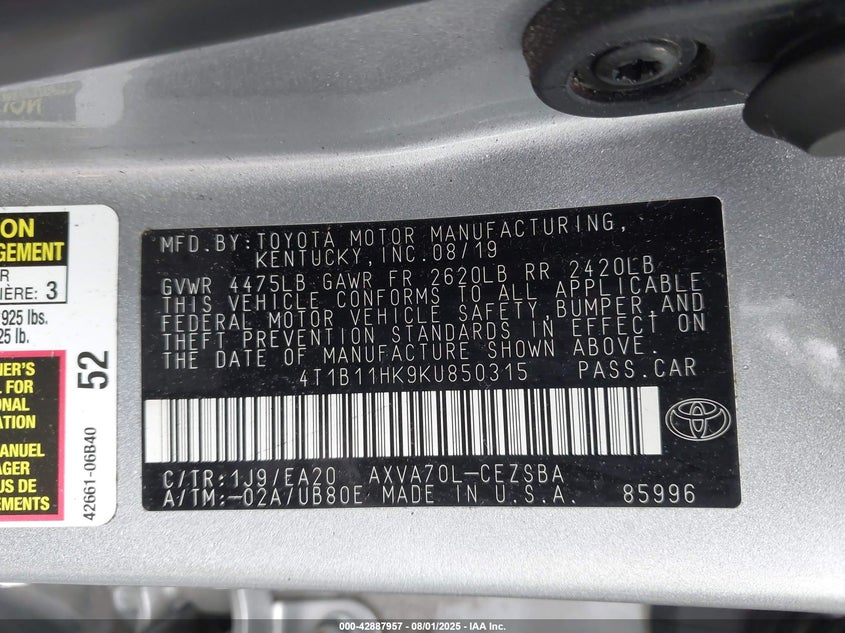 ON
GEMENT
R
IÈRE: 3
925 lbs.
25 lb.
NER'S
L FOR
ONAL
ATION
MANUEL
AGER
US DE
EMENTS
52
42661-06B40
MFD.BY:TOYOTA MOTOR MANUFACTURING,
KENTUCKY,INC.08/19
GVWR 4475LB GAWR FR 2620LB RR 2420LB
THIS VEHICLE CONFORMS TO ALL APPLICABLE
FEDERAL MOTOR VEHICLE SAFETY,BUMPER,AND
THEFT PREVENTION STANDARDS IN EFFECT ON
THE DATE OF MANUFACTURE SHOWN ABOVE.
4T1B11HK9KU850315 PASS.CAR
C/TR:1J9/EA20 AXVA70L-CEZSBA
A/TM:-02A/UB80E MADE IN U.S.A. 85996
000-42887957 - 08/01/2025 - IAA Inc.